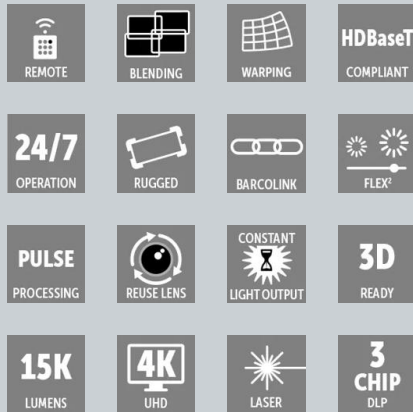 REMOTE
BLENDING
WARPING
HDBaseT
COMPLIANT
24/7
OPERATION
RUGGED
BARCOLINK
FLEX²
PULSE
PROCESSING
REUSE LENS
CONSTANT
LIGHT OUTPUT
3D
READY
15K
LUMENS
4K
UHD
LASER
3
CHIP
DLP